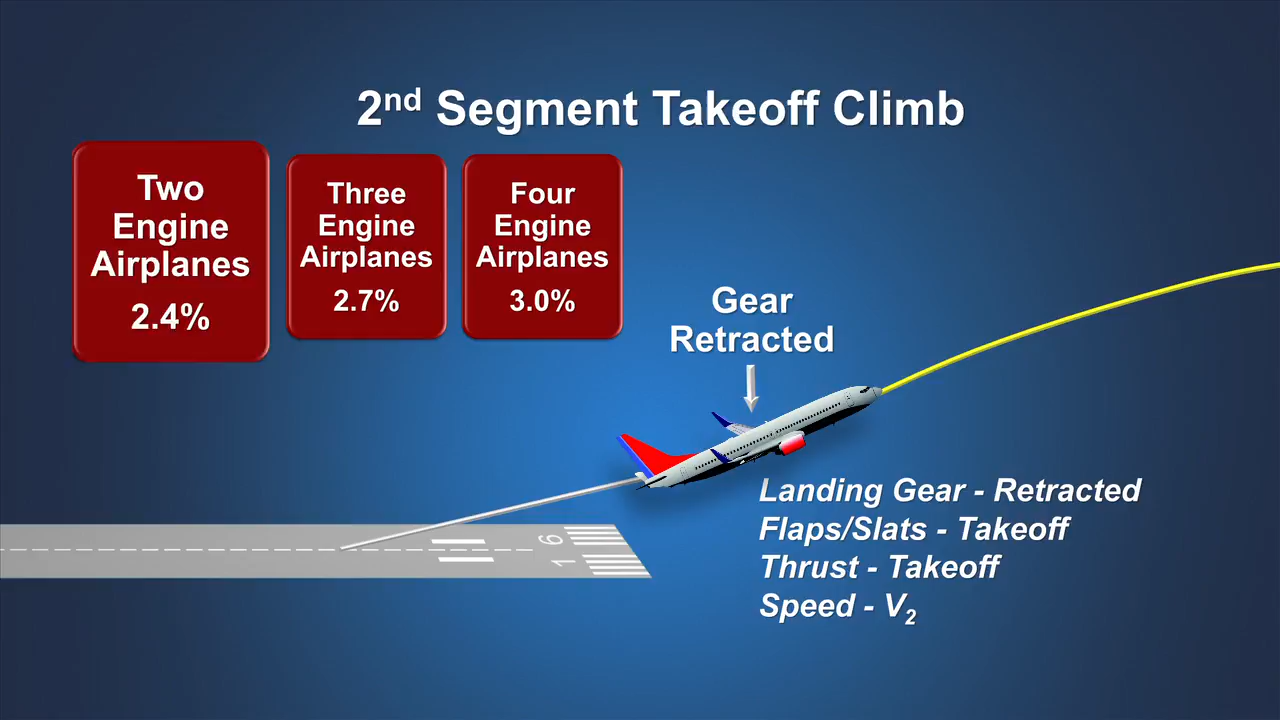 2nd Segment Takeoff Climb
Two
Engine
Airplanes
2.4%
Three
Engine
Airplanes
2.7%
Four
Engine
Airplanes
3.0%
Gear
Retracted
Landing Gear - Retracted
Flaps/Slats - Takeoff
Thrust - Takeoff
Speed - V2
16